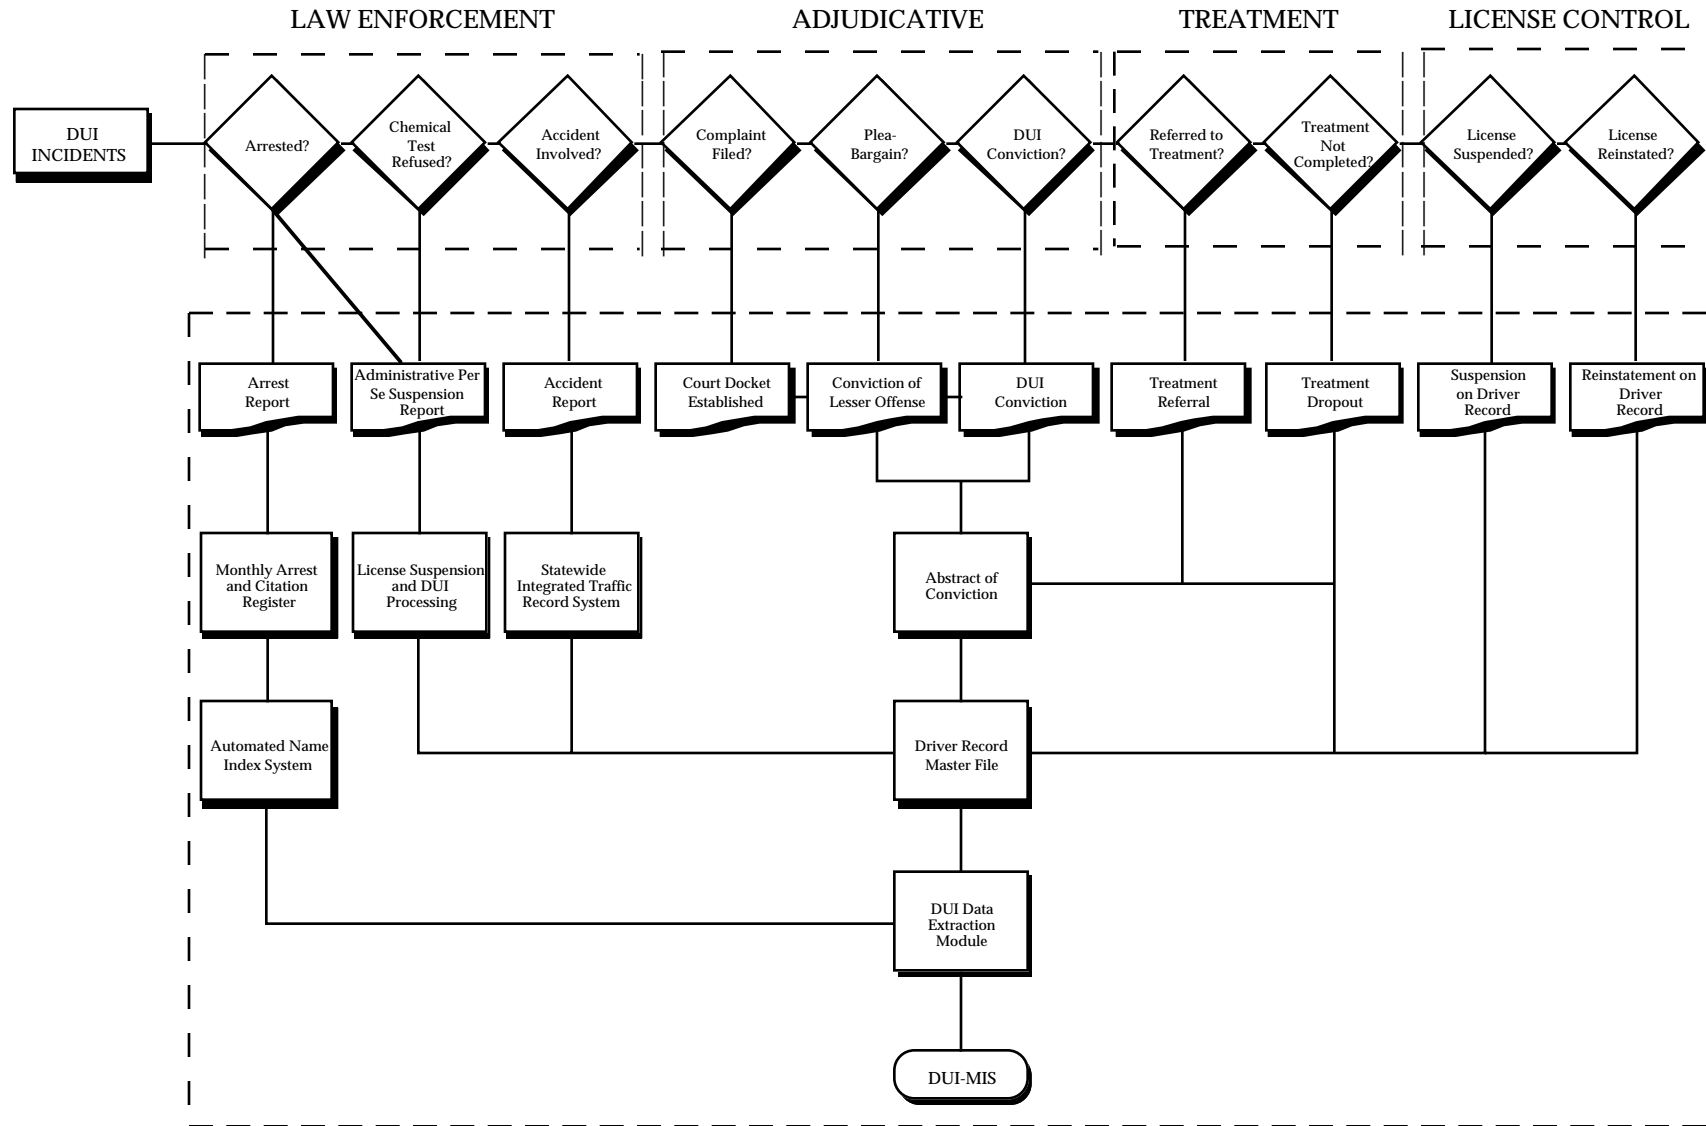 LAW ENFORCEMENT
ADJUDICATIVE
TREATMENT
LICENSE CONTROL
DUI
INCIDENTS
Arrested?
Chemical
Test
Refused?
Accident
Involved?
Complaint
Filed?
Plea-
Bargain?
DUI
Conviction?
Referred to
Treatment?
Treatment
Not
Completed?
License
Suspended?
License
Reinstated?
Arrest
Report
Administrative Per
Se Suspension
Report
Accident
Report
Court Docket
Established
Conviction of
Lesser Offense
DUI
Conviction
Treatment
Referral
Treatment
Dropout
Suspension
on Driver
Record
Reinstatement on
Driver
Record
Monthly Arrest
and Citation
Register
License Suspension
and DUI
Processing
Statewide
Integrated Traffic
Record System
Abstract of
Conviction
Automated Name
Index System
Driver Record
Master File
DUI Data
Extraction
Module
DUI-MIS